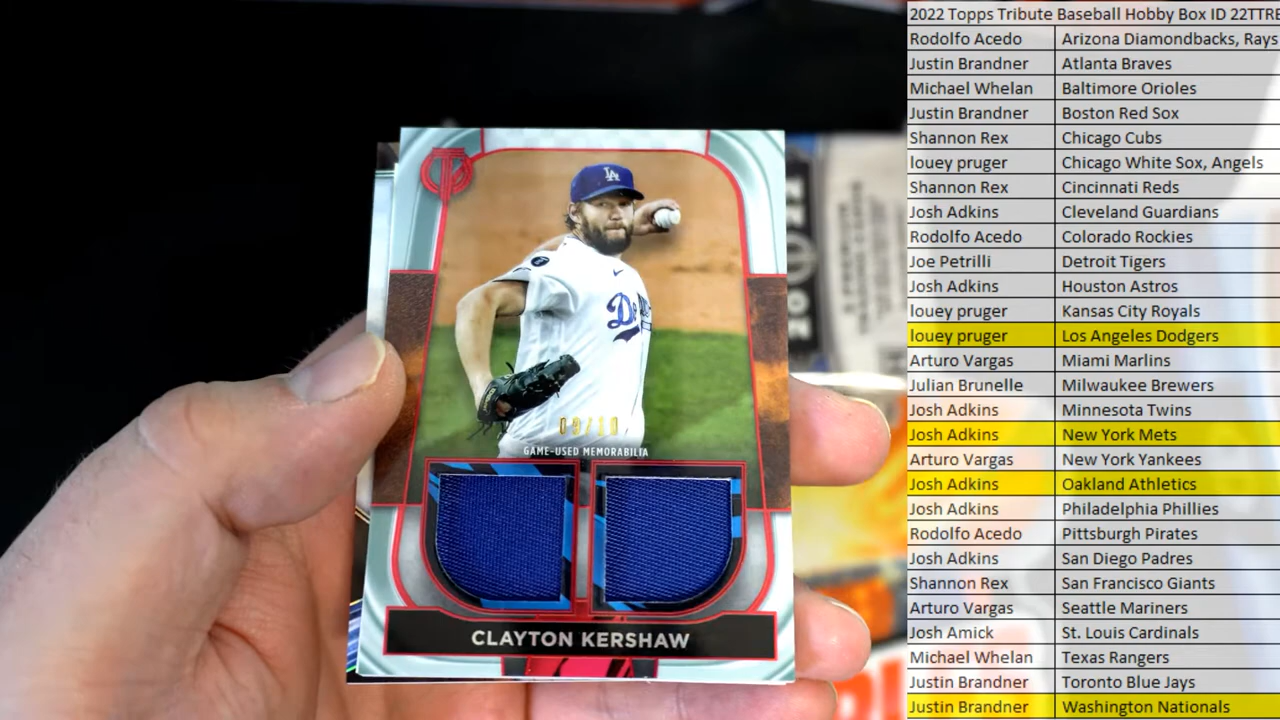 LA
GAME-USED MEMORABILIA
CLAYTON KERSHAW
2022 Topps Tribute Baseball Hobby Box ID 22TTRE
Rodolfo Acedo Arizona Diamondbacks, Rays
Justin Brandner Atlanta Braves
Michael Whelan Baltimore Orioles
Justin Brandner Boston Red Sox
Shannon Rex Chicago Cubs
louey pruger Chicago White Sox, Angels
Shannon Rex Cincinnati Reds
Josh Adkins Cleveland Guardians
Rodolfo Acedo Colorado Rockies
Joe Petrilli Detroit Tigers
Josh Adkins Houston Astros
louey pruger Kansas City Royals
louey pruger Los Angeles Dodgers
Arturo Vargas Miami Marlins
Julian Brunelle Milwaukee Brewers
Josh Adkins Minnesota Twins
Josh Adkins New York Mets
Arturo Vargas New York Yankees
Josh Adkins Oakland Athletics
Josh Adkins Philadelphia Phillies
Rodolfo Acedo Pittsburgh Pirates
Josh Adkins San Diego Padres
Shannon Rex San Francisco Giants
Arturo Vargas Seattle Mariners
Josh Amick St. Louis Cardinals
Michael Whelan Texas Rangers
Justin Brandner Toronto Blue Jays
Justin Brandner Washington Nationals